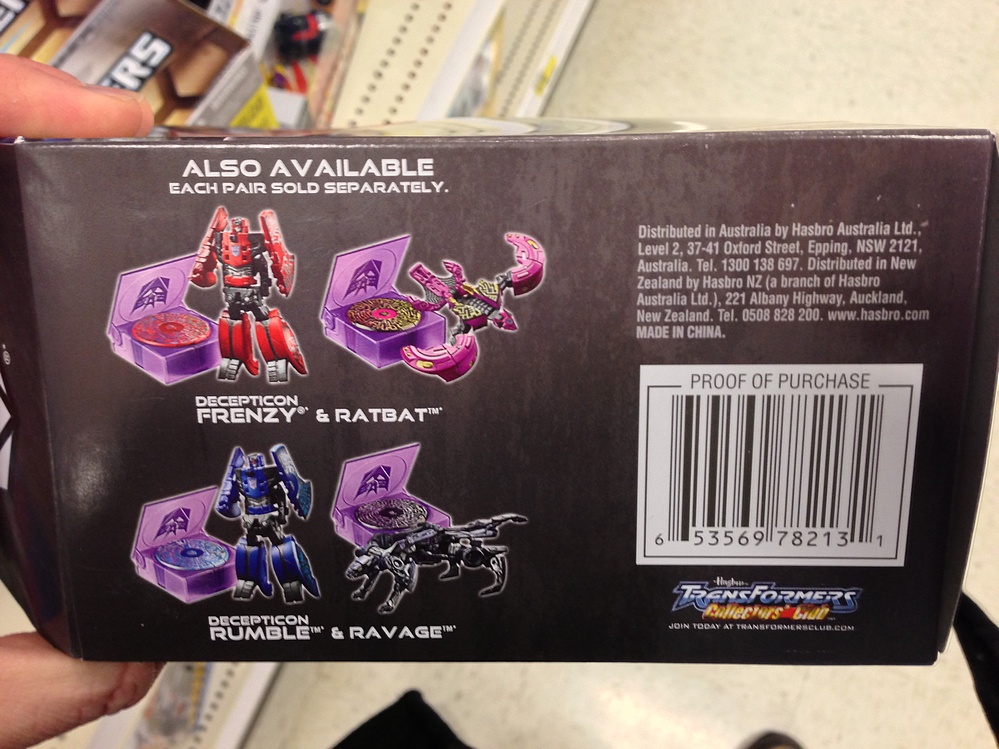 ERS
ALSO AVAILABLE
EACH PAIR SOLD SEPARATELY.
DECEPTICON
FRENZY®* & RATBAT™*
DECEPTICON
RUMBLE™* & RAVAGE™*
Distributed in Australia by Hasbro Australia Ltd.,
Level 2, 37-41 Oxford Street, Epping, NSW 2121,
Australia. Tel. 1300 138 697. Distributed in New
Zealand by Hasbro NZ (a branch of Hasbro
Australia Ltd.), 221 Albany Highway, Auckland,
New Zealand. Tel. 0508 828 200. www.hasbro.com
MADE IN CHINA.
PROOF OF PURCHASE
6 53569 78213 1
Hasbro
TRANSFORMERS
Collectors' Club
JOIN TODAY AT TRANSFORMERSCLUB.COM